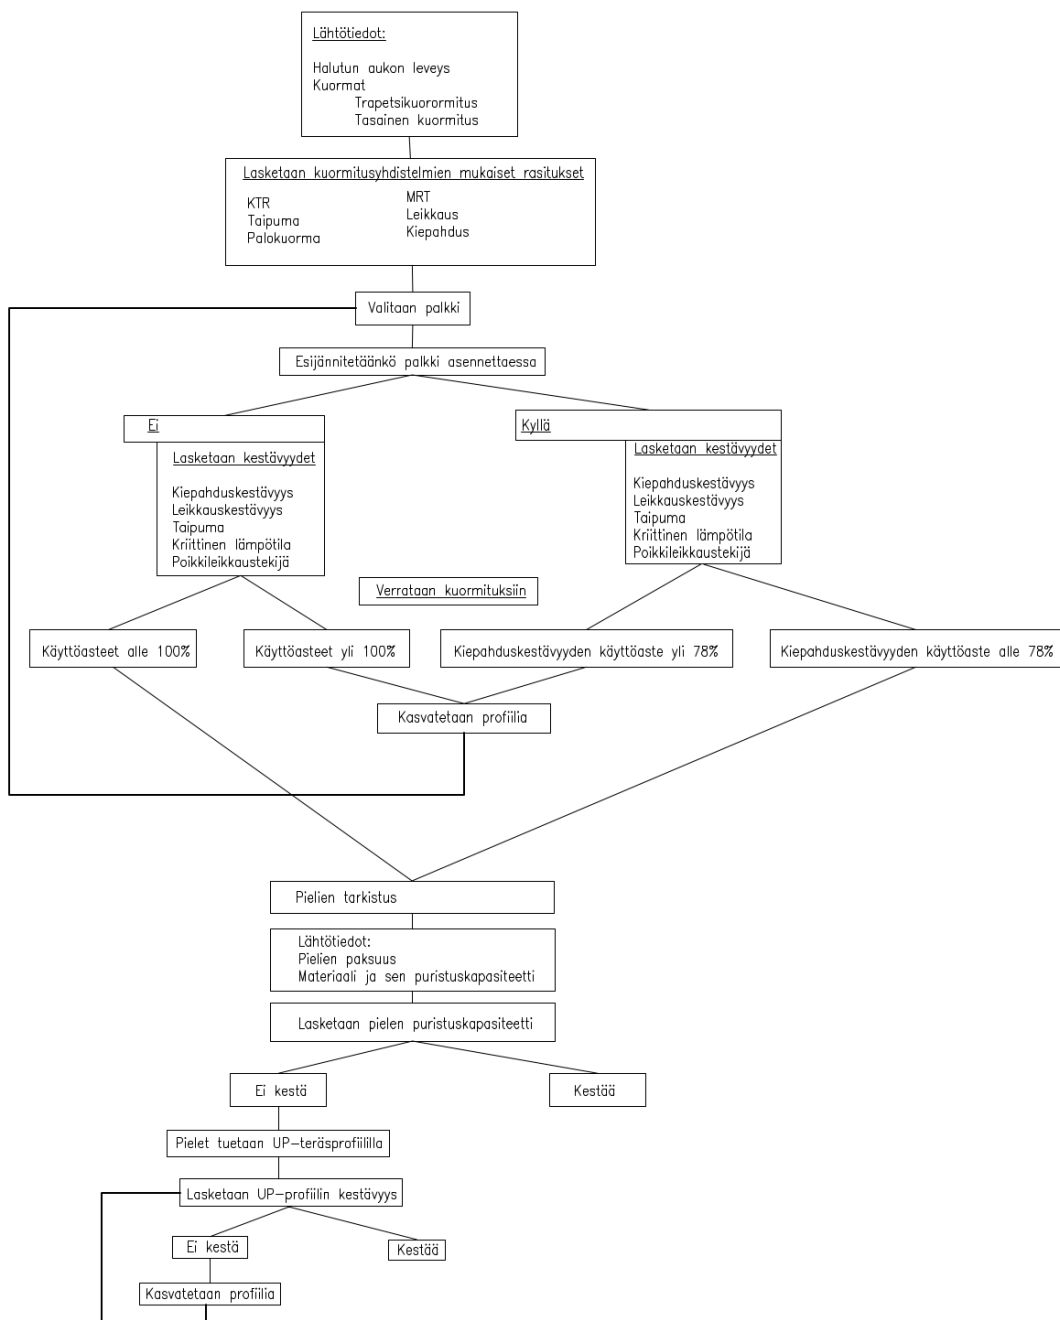 Lähtötiedot:
Halutun aukon leveys
Kuormat
Trapetsikuorormitus
Tasainen kuormitus
Lasketaan kuormitusyhdistelmien mukaiset rasitukset
KTR
Taipuma
Palokuorma
MRT
Leikkaus
Kiepahdus
Valitaan palkki
Esijännitetäänkö palkki asennettaessa
Ei
Lasketaan kestävyydet
Kiepahduskestävyys
Leikkauskestävyys
Taipuma
Kriittinen lämpötila
Poikkileikkaustekijä
Kyllä
Lasketaan kestävyydet
Kiepahduskestävyys
Leikkauskestävyys
Taipuma
Kriittinen lämpötila
Poikkileikkaustekijä
Verrataan kuormituksiin
Käyttöasteet alle 100%
Käyttöasteet yli 100%
Kiepahduskestävyyden käyttöaste yli 78%
Kiepahduskestävyyden käyttöaste alle 78%
Kasvatetaan profiilia
Pielien tarkistus
Lähtötiedot:
Pielien paksuus
Materiaali ja sen puristuskapasiteetti
Lasketaan pielen puristuskapasiteetti
Ei kestä
Kestää
Pielet tuetaan UP-teräsprofiililla
Lasketaan UP-profiilin kestävyys
Ei kestä
Kestää
Kasvatetaan profiilia